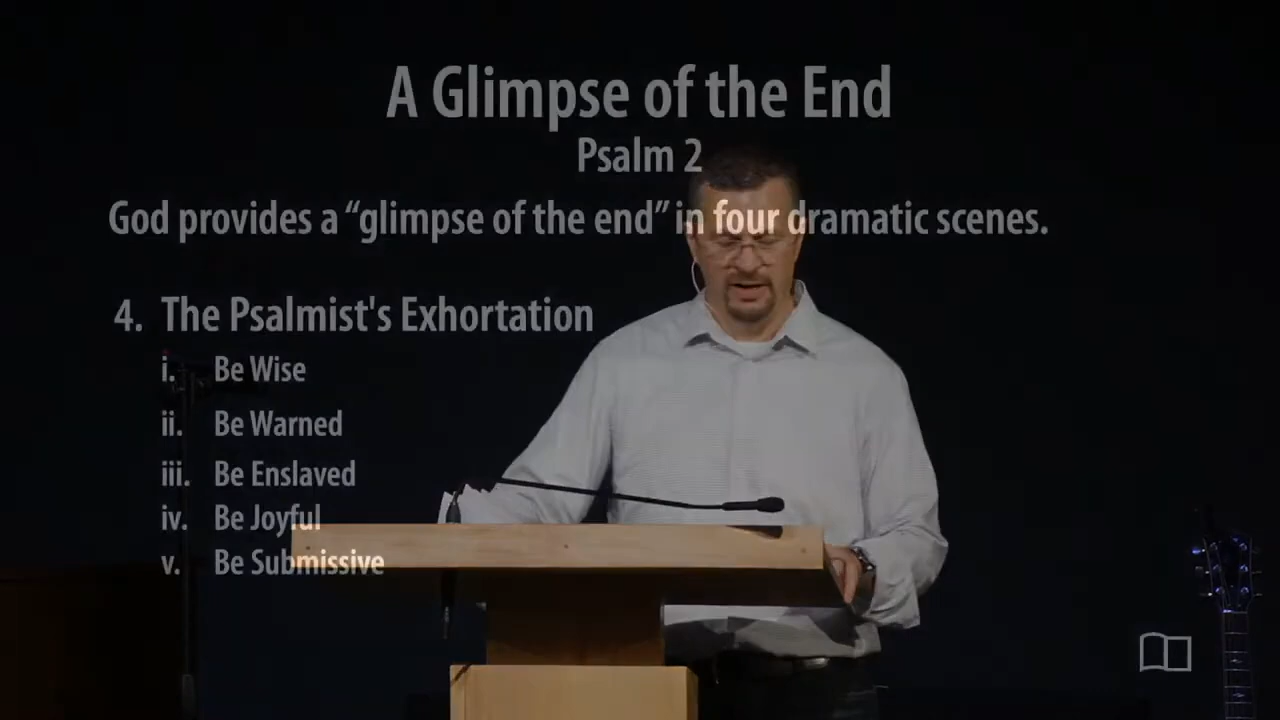 A Glimpse of the End
Psalm 2
God provides a “glimpse of the end” in four dramatic scenes.
4. The Psalmist's Exhortation
i. Be Wise
ii. Be Warned
iii. Be Enslaved
iv. Be Joyful
v. Be Submissive